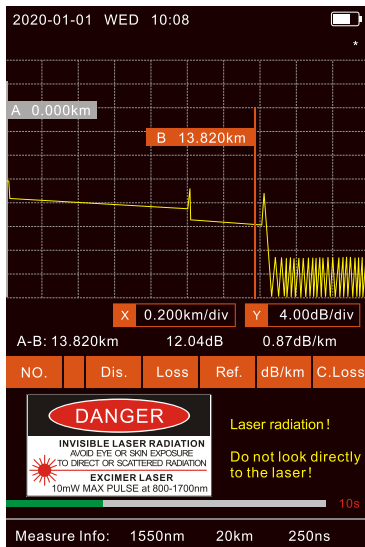 2020-01-01 WED 10:08
*
A 0.000km
B 13.820km
X 0.200km/div Y 4.00dB/div
A-B: 13.820km 12.04dB 0.87dB/km
NO. Dis. Loss Ref. dB/km C.Loss
DANGER
INVISIBLE LASER RADIATION
AVOID EYE OR SKIN EXPOSURE
TO DIRECT OR SCATTERED RADIATION
EXCIMER LASER
10mW MAX PULSE at 800-1700nm
Laser radiation!
Do not look directly
to the laser!
10s
Measure Info: 1550nm 20km 250ns